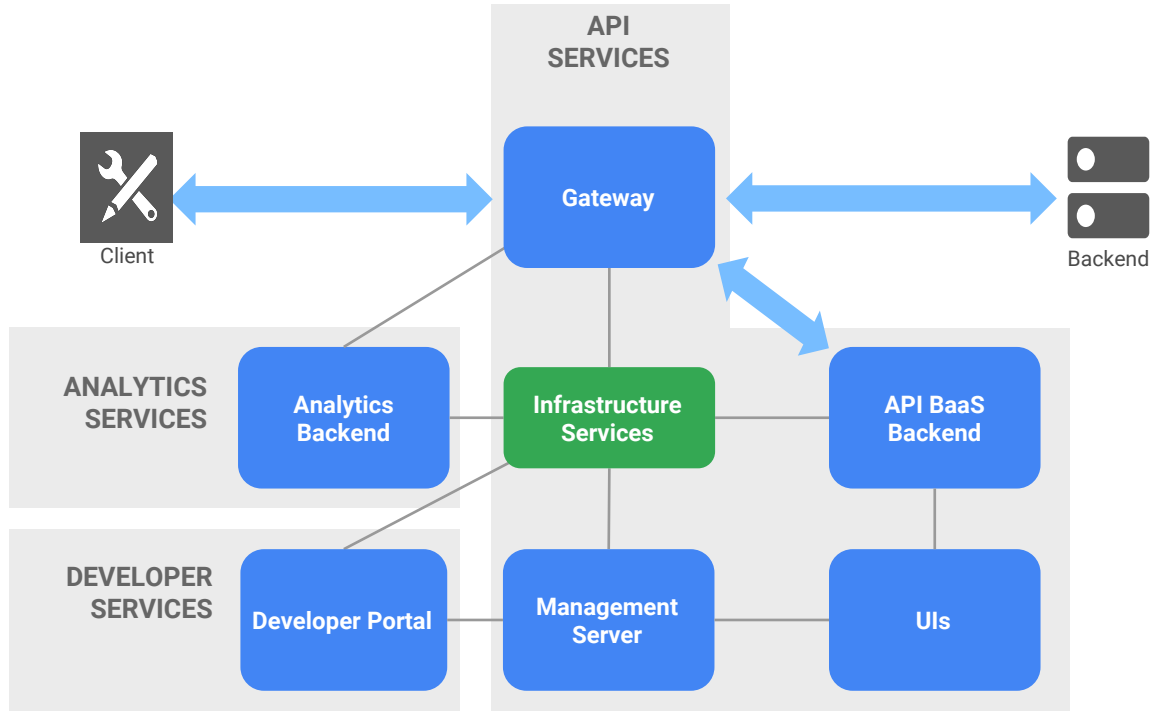 API
SERVICES
Gateway
Client
Backend
ANALYTICS
SERVICES
Analytics
Backend
Infrastructure
Services
API BaaS
Backend
DEVELOPER
SERVICES
Developer Portal
Management
Server
UIs